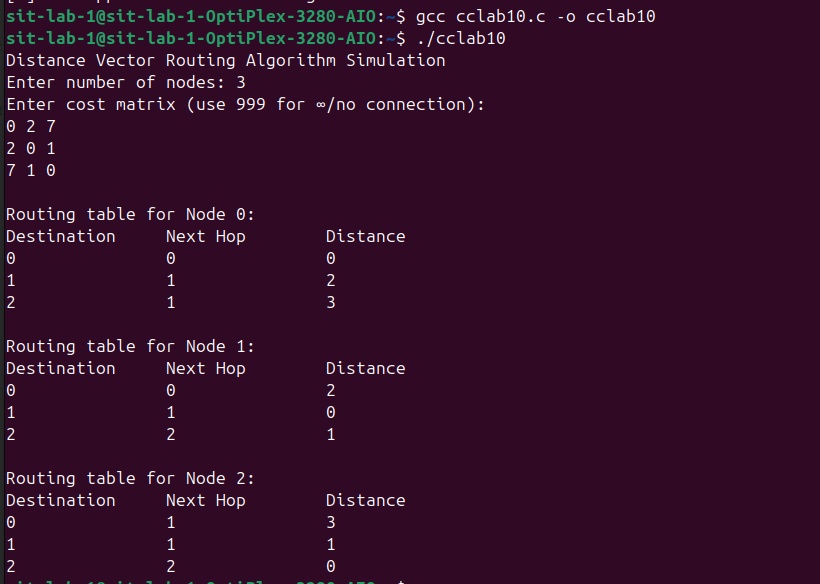 sit-lab-1@sit-lab-1-OptiPlex-3280-AIO:~$ gcc cclab10.c -o cclab10
sit-lab-1@sit-lab-1-OptiPlex-3280-AIO:~$ ./cclab10
Distance Vector Routing Algorithm Simulation
Enter number of nodes: 3
Enter cost matrix (use 999 for ∞/no connection):
0 2 7
2 0 1
7 1 0
Routing table for Node 0:
Destination Next Hop Distance
0 0 0
1 1 2
2 1 3
Routing table for Node 1:
Destination Next Hop Distance
0 0 2
1 1 0
2 2 1
Routing table for Node 2:
Destination Next Hop Distance
0 1 3
1 1 1
2 2 0